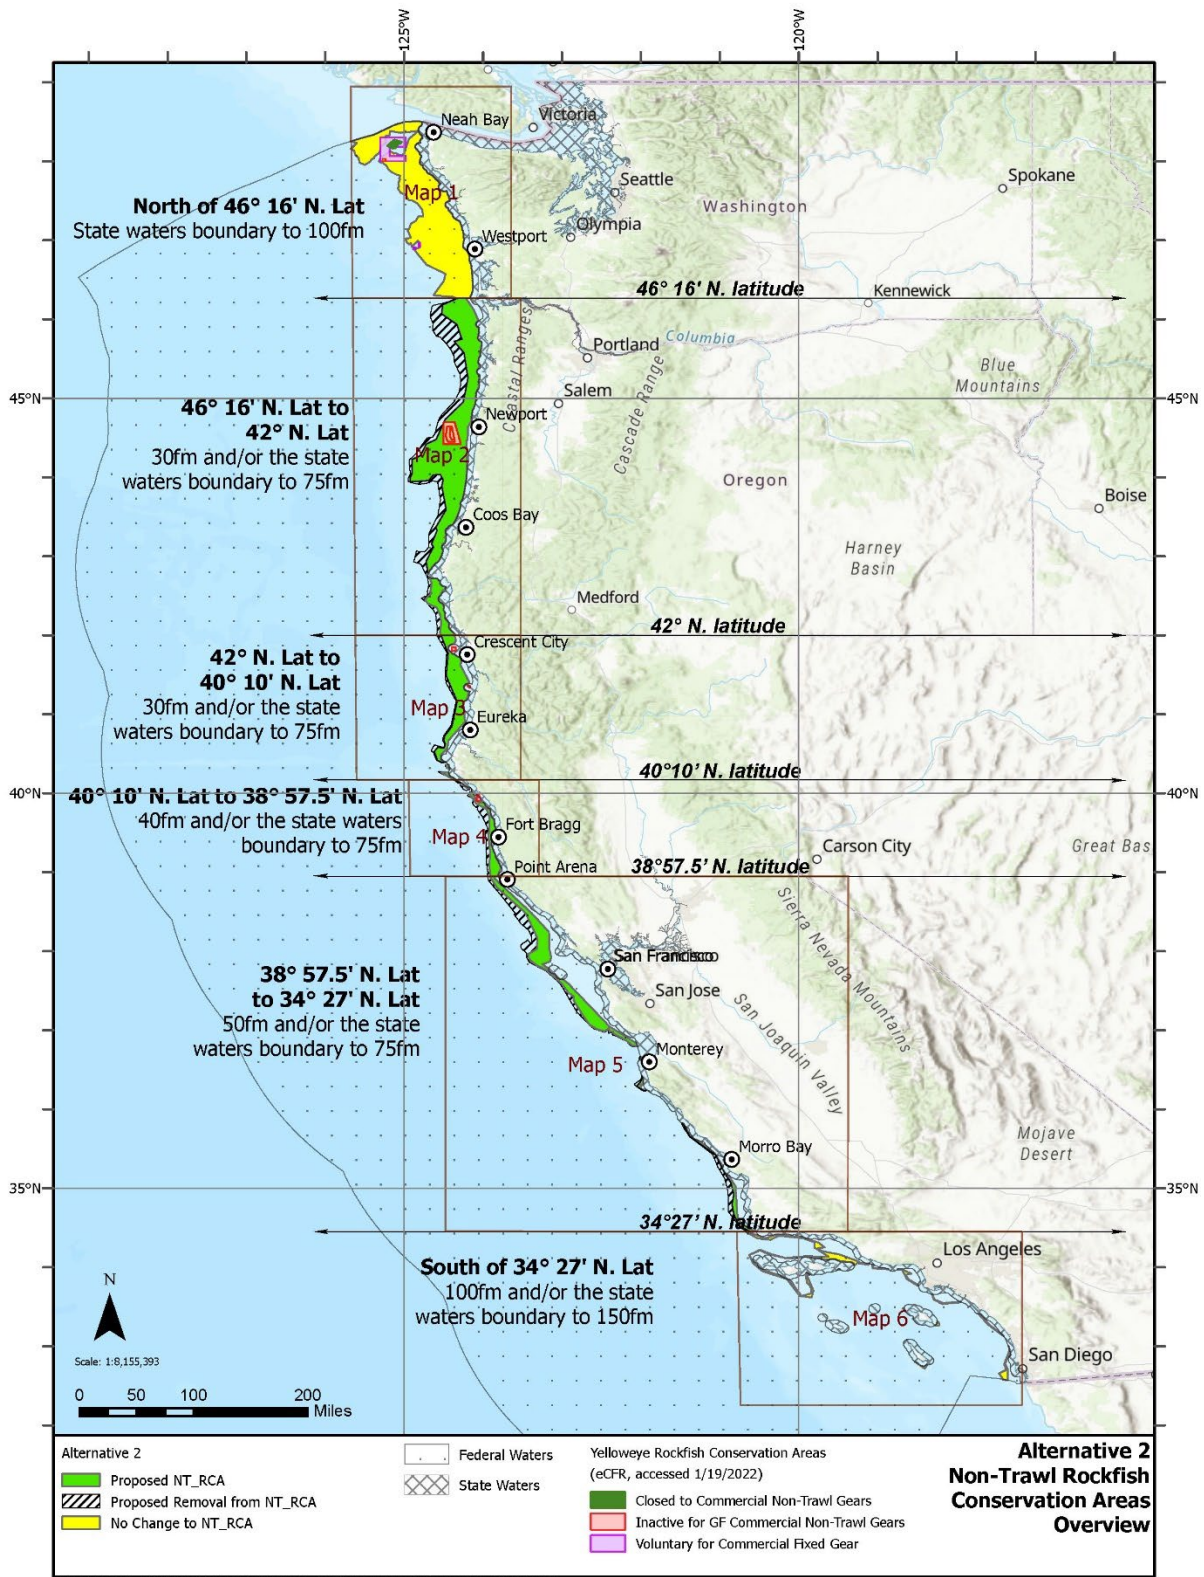 125°W
120°W
Neah Bay
Victoria
Seattle
Spokane
Map 1
Washington
North of 46° 16' N. Lat
State waters boundary to 100fm
Olympia
Westport
46° 16' N. latitude
Kennewick
Columbia
Portland
Coastal Ranges
Cascade Range
Blue
Mountains
Salem
45°N
45°N
46° 16' N. Lat to
42° N. Lat
30fm and/or the state
waters boundary to 75fm
Newport
Map 2
Oregon
Boise
Coos Bay
Harney
Basin
Medford
42° N. latitude
Crescent City
42° N. Lat to
40° 10' N. Lat
30fm and/or the state
waters boundary to 75fm
Map 3
Eureka
40°10' N. latitude
40°N
40°N
40° 10' N. Lat to 38° 57.5' N. Lat
40fm and/or the state waters
boundary to 75fm
Map 4
Fort Bragg
Carson City
Great Bas
Point Arena
38°57.5' N. latitude
Sierra Nevada Mountains
San Francisco
San Francisco
38° 57.5' N. Lat
to 34° 27' N. Lat
50fm and/or the state
waters boundary to 75fm
San Jose
San Joaquin Valley
Monterey
Map 5
Mojave
Desert
Morro Bay
35°N
35°N
34°27' N. latitude
Los Angeles
South of 34° 27' N. Lat
100fm and/or the state
waters boundary to 150fm
Map 6
San Diego
N
Scale: 1:8,155,393
0 50 100 200
Miles
Alternative 2
Proposed NT_RCA
Proposed Removal from NT_RCA
No Change to NT_RCA
Federal Waters
State Waters
Yelloweye Rockfish Conservation Areas
(eCFR, accessed 1/19/2022)
Closed to Commercial Non-Trawl Gears
Inactive for GF Commercial Non-Trawl Gears
Voluntary for Commercial Fixed Gear
Alternative 2
Non-Trawl Rockfish
Conservation Areas
Overview